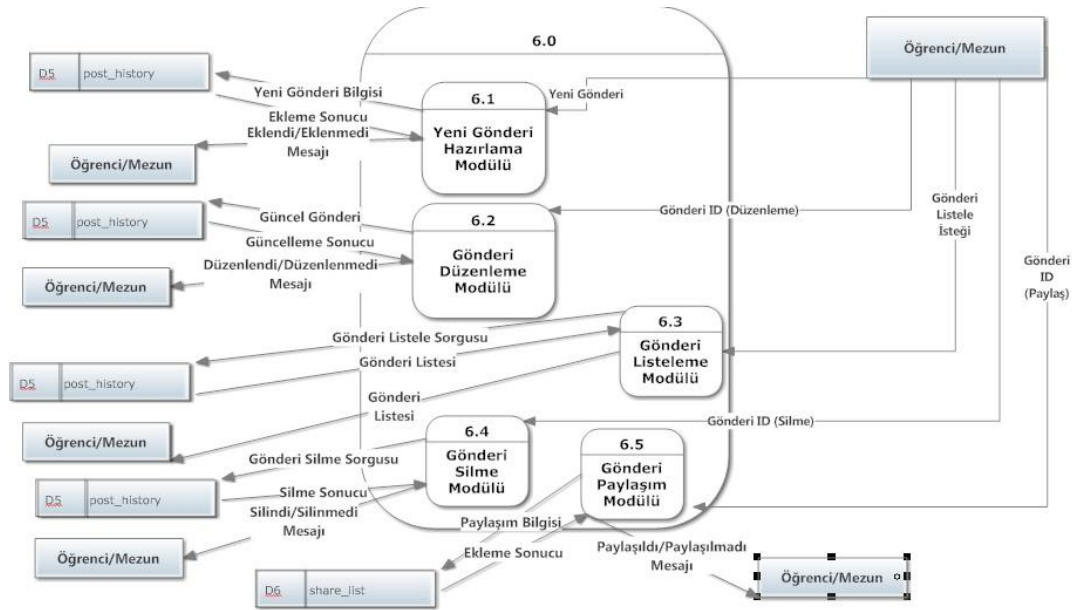 6.0
Öğrenci/Mezun
D5 post_history
Yeni Gönderi Bilgisi
Yeni Gönderi
6.1
Yeni Gönderi
Hazırlama
Modülü
Ekleme Sonucu
Eklendi/Eklenmedi
Mesajı
Öğrenci/Mezun
D5 post_history
Güncel Gönderi
Güncelleme Sonucu
Düzenlendi/Düzenlenmedi
Mesajı
6.2
Gönderi
Düzenleme
Modülü
Gönderi ID (Düzenleme)
Gönderi
Listele
İsteği
Gönderi
ID
(Paylaş)
Öğrenci/Mezun
Gönderi Listele Sorgusu
Gönderi Listesi
6.3
Gönderi
Listeleme
Modülü
D5 post_history
Gönderi
Listesi
Öğrenci/Mezun
6.4
Gönderi
Silme
Modülü
Gönderi ID (Silme)
6.5
Gönderi
Paylaşım
Modülü
Gönderi Silme Sorgusu
D5 post_history
Silme Sonucu
Silindi/Silinmedi
Mesajı
Öğrenci/Mezun
Paylaşım Bilgisi
Ekleme Sonucu
Paylaşıldı/Paylaşılmadı
Mesajı
D6 share_list
Öğrenci/Mezun